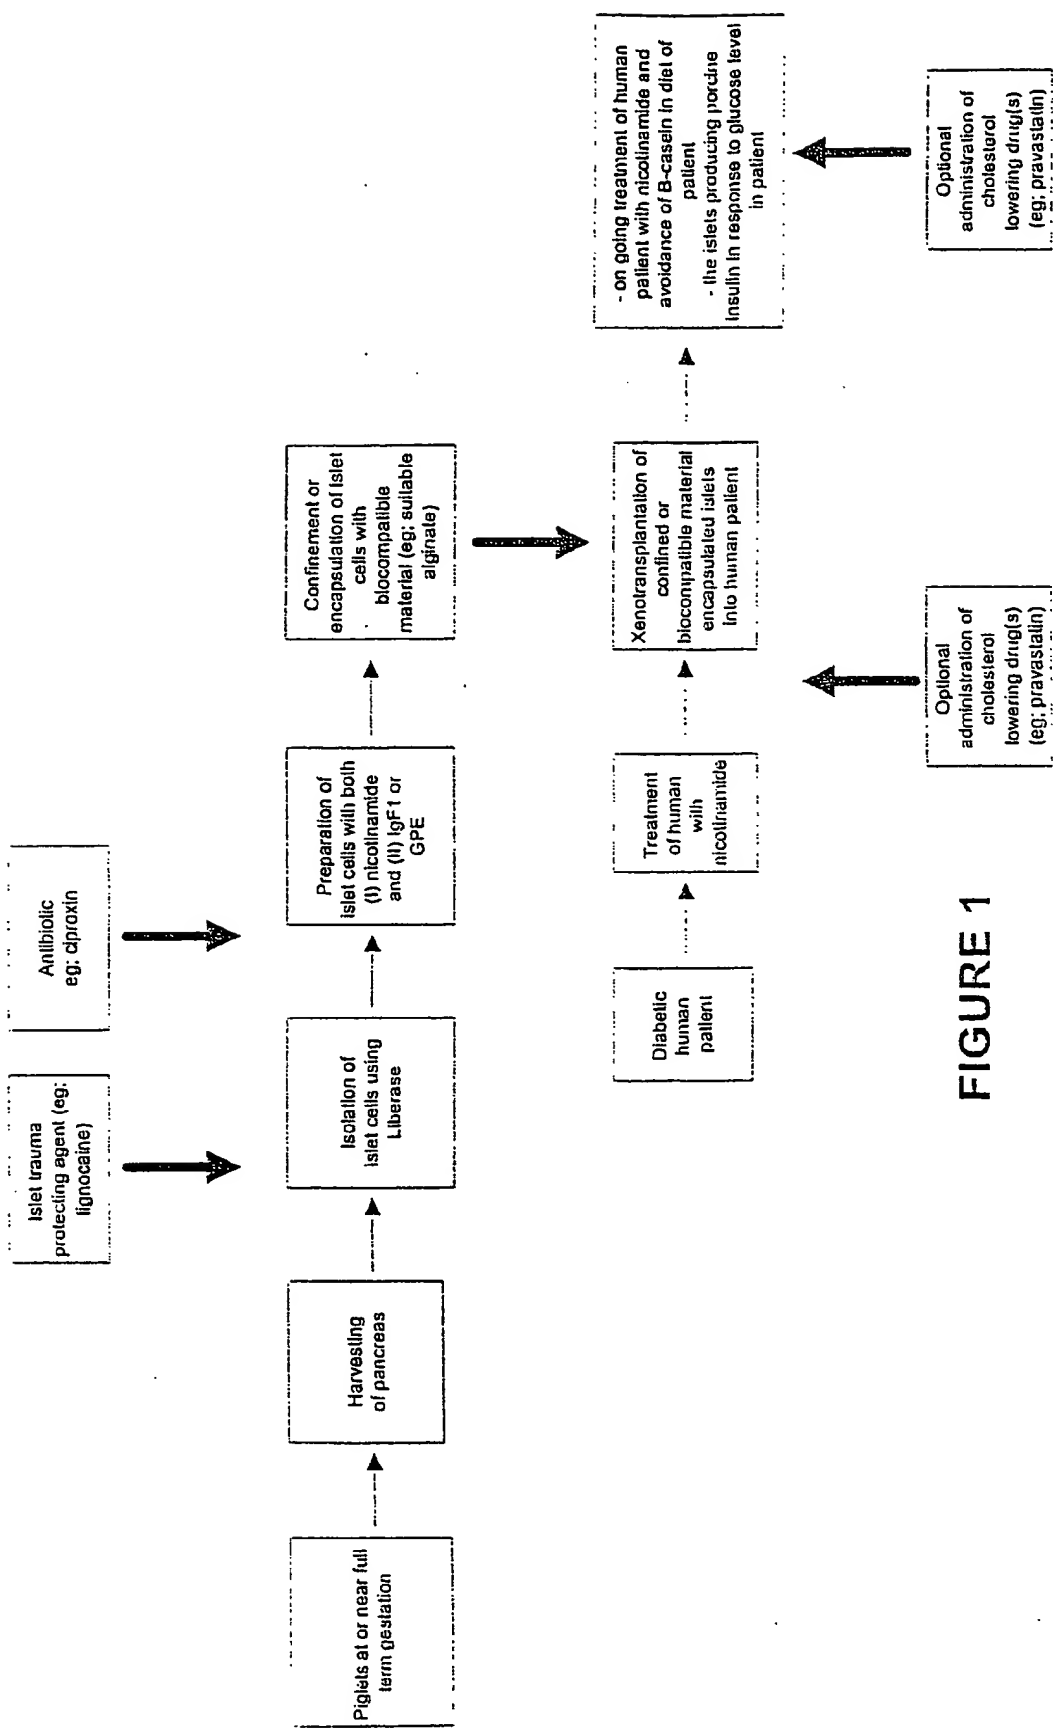 Islet trauma
protecting agent (eg:
lignocaine)
Antibiotic
eg; ciproxin
Piglets at or near full
term gestation
Harvesting
of pancreas
Isolation of
islet cells using
Liberase
Preparation of
islet cells with both
(I) nicotinamide
and (II) IgF1 or
GPE
Confinement or
encapsulation of islet
cells with
biocompatible
material (eg; suitable
alginate)
Diabetic
human
patient
Treatment
of human
with
nicotinamide
Xenotransplantation of
confined or
biocompatible material
encapsulated islets
into human patient
- on going treatment of human
patient with nicotinamide and
avoidance of B-casein in diet of
patient
- the islets producing porcine
insulin in response to glucose level
in patient
Optional
administration of
cholesterol
lowering drug(s)
(eg; pravastatin)
Optional
administration of
cholesterol
lowering drug(s)
(eg; pravastatin)
FIGURE 1